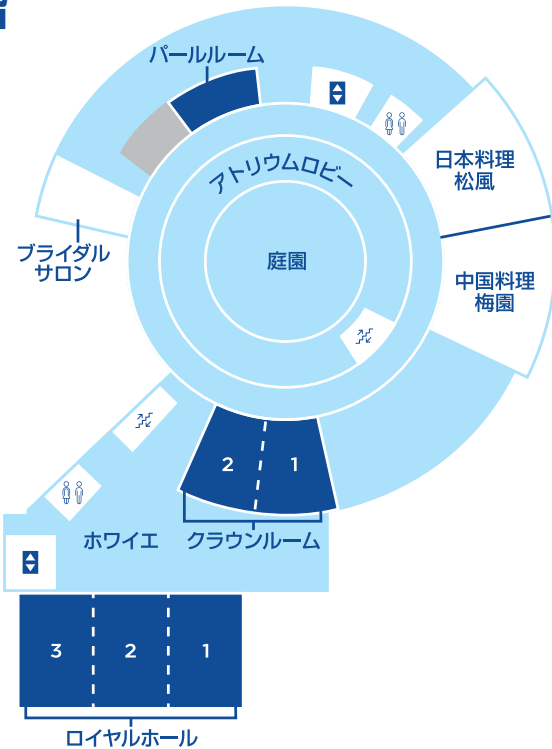 パールルーム
アトリウムロビー
日本料理
松風
ブライダル
サロン
庭園
中国料理
梅園
2
1
ホワイエ
クラウンルーム
3
2
1
ロイヤルホール